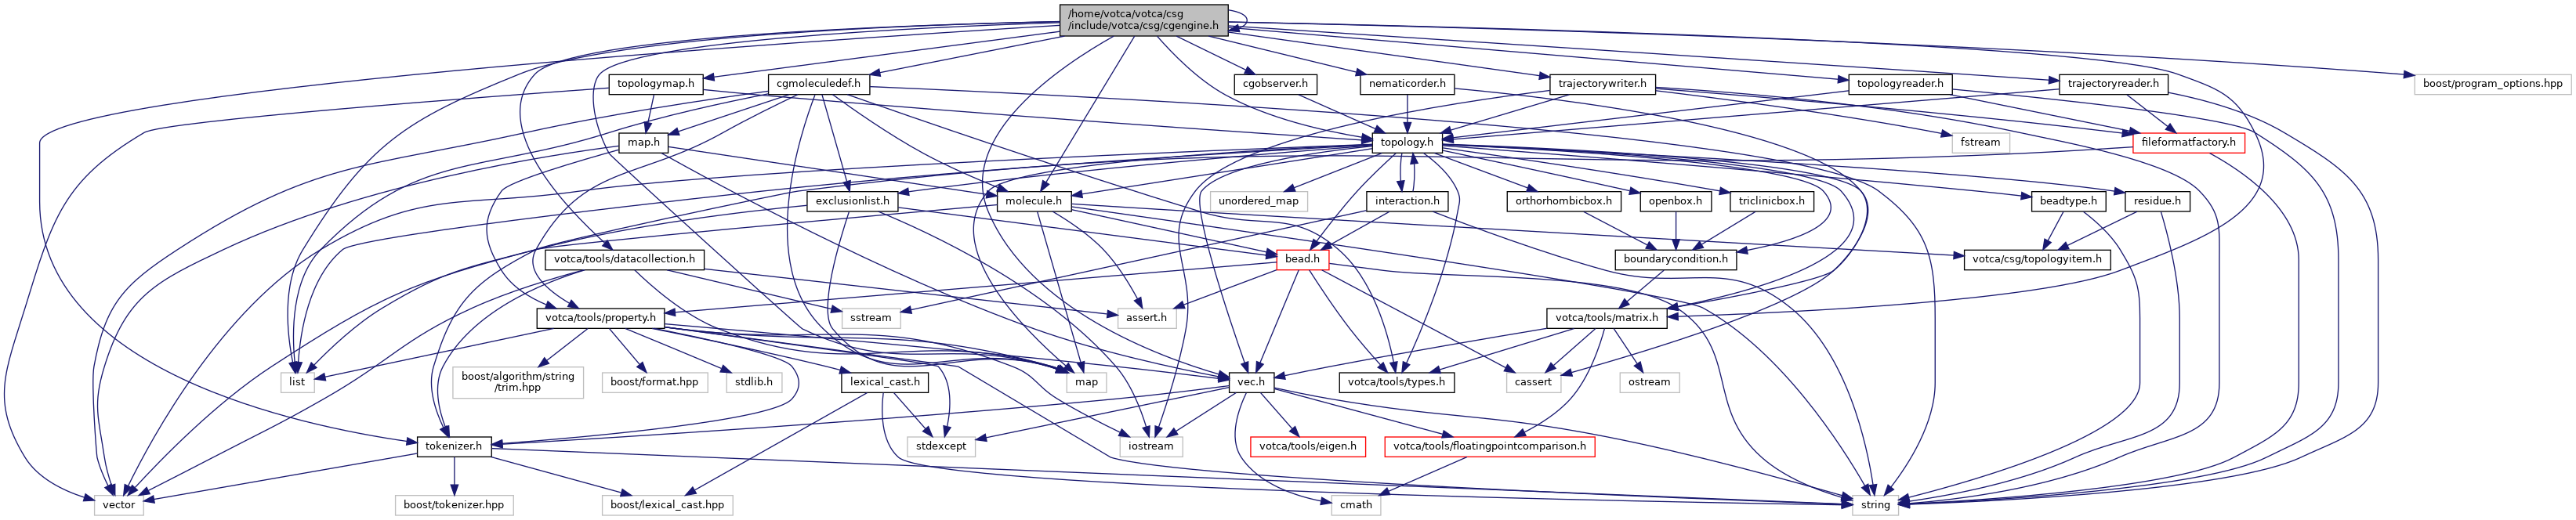 /home/votca/votca/csg
/include/votca/csg/cgengine.h
topologymap.h
cgmoleculedef.h
cgobserver.h
nematicorder.h
trajectorywriter.h
topologyreader.h
trajectoryreader.h
boost/program_options.hpp
map.h
topology.h
fstream
fileformatfactory.h
exclusionlist.h
molecule.h
unordered_map
interaction.h
orthorhombicbox.h
openbox.h
triclinicbox.h
beadtype.h
residue.h
votca/tools/datacollection.h
bead.h
boundarycondition.h
votca/csg/topologyitem.h
votca/tools/property.h
sstream
assert.h
votca/tools/matrix.h
list
boost/algorithm/string
/trim.hpp
boost/format.hpp
stdlib.h
lexical_cast.h
map
vec.h
votca/tools/types.h
cassert
ostream
tokenizer.h
stdexcept
iostream
votca/tools/eigen.h
votca/tools/floatingpointcomparison.h
vector
boost/tokenizer.hpp
boost/lexical_cast.hpp
cmath
string